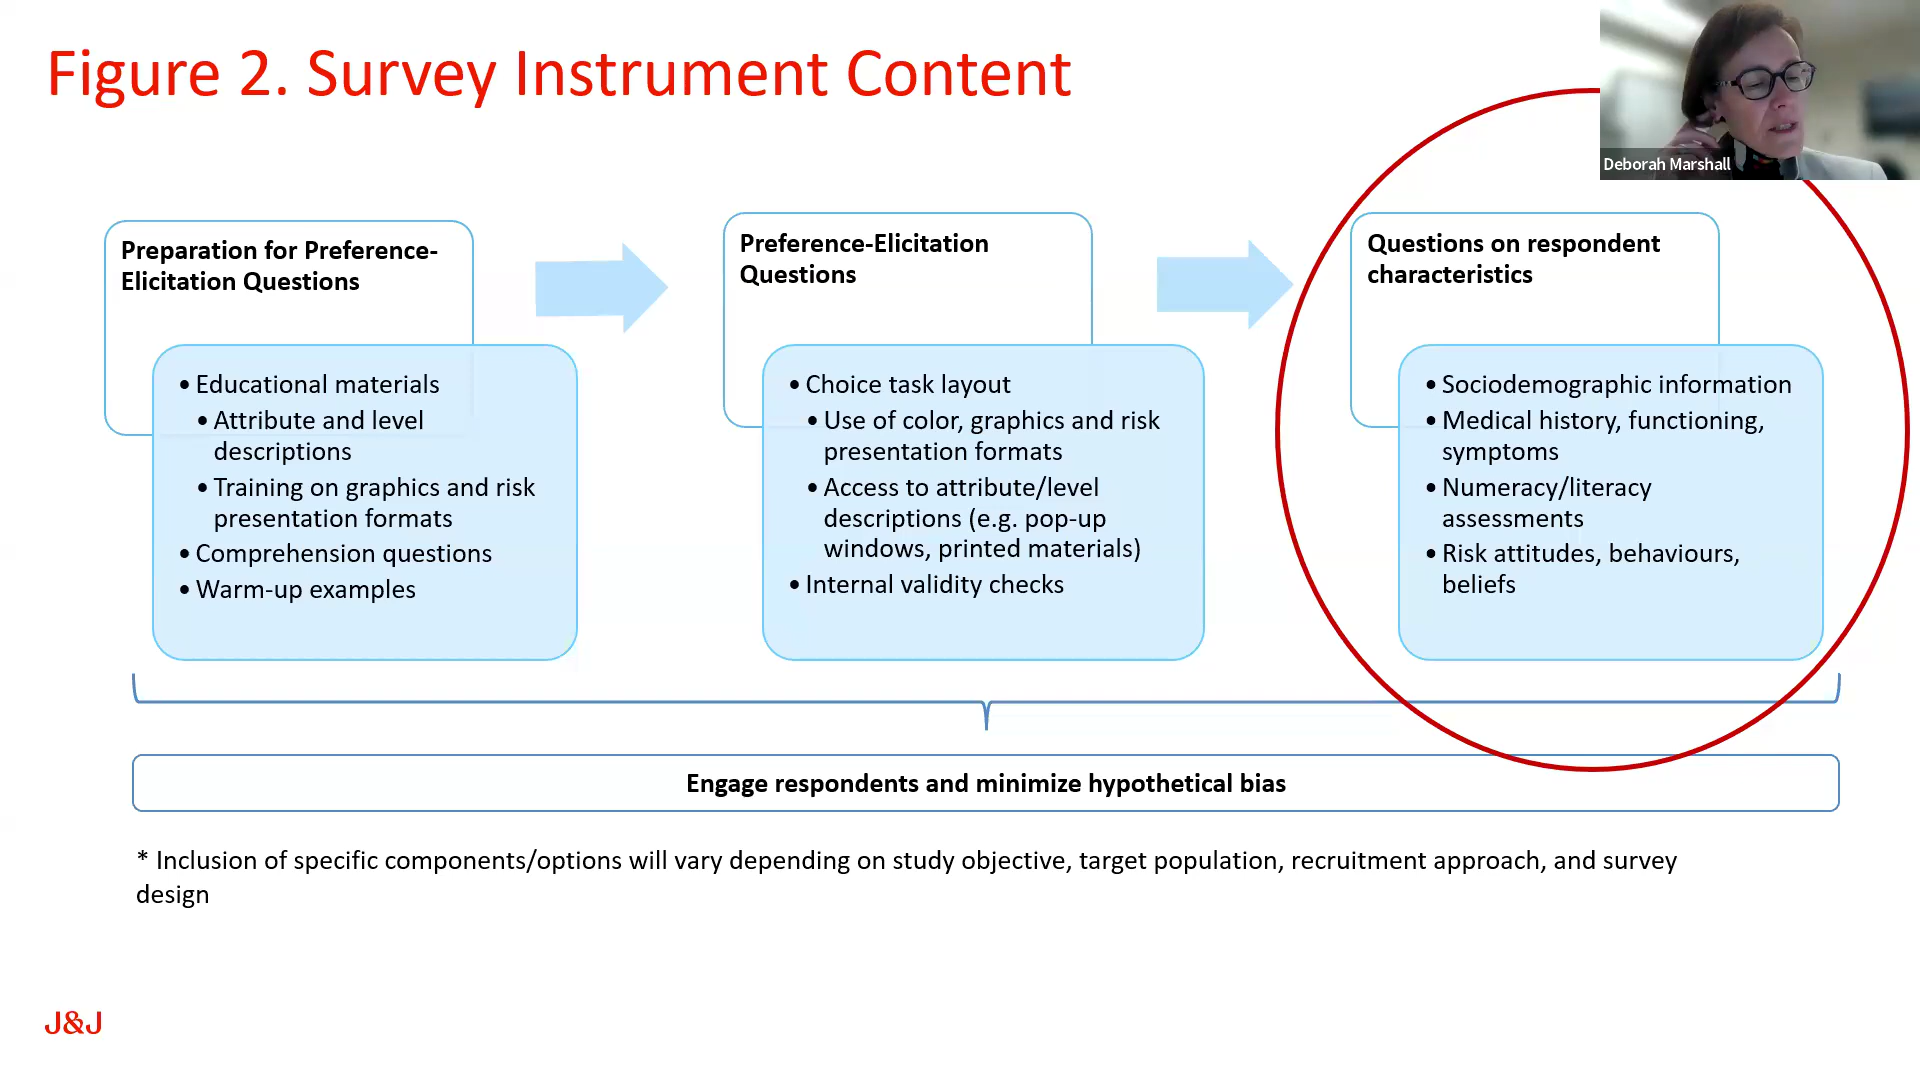 Figure 2. Survey Instrument Content
Deborah Marshall
Preparation for Preference-
Elicitation Questions
• Educational materials
• Attribute and level
descriptions
• Training on graphics and risk
presentation formats
• Comprehension questions
• Warm-up examples
Preference-Elicitation
Questions
• Choice task layout
• Use of color, graphics and risk
presentation formats
• Access to attribute/level
descriptions (e.g. pop-up
windows, printed materials)
• Internal validity checks
Questions on respondent
characteristics
• Sociodemographic information
• Medical history, functioning,
symptoms
• Numeracy/literacy
assessments
• Risk attitudes, behaviours,
beliefs
Engage respondents and minimize hypothetical bias
* Inclusion of specific components/options will vary depending on study objective, target population, recruitment approach, and survey
design
J&J